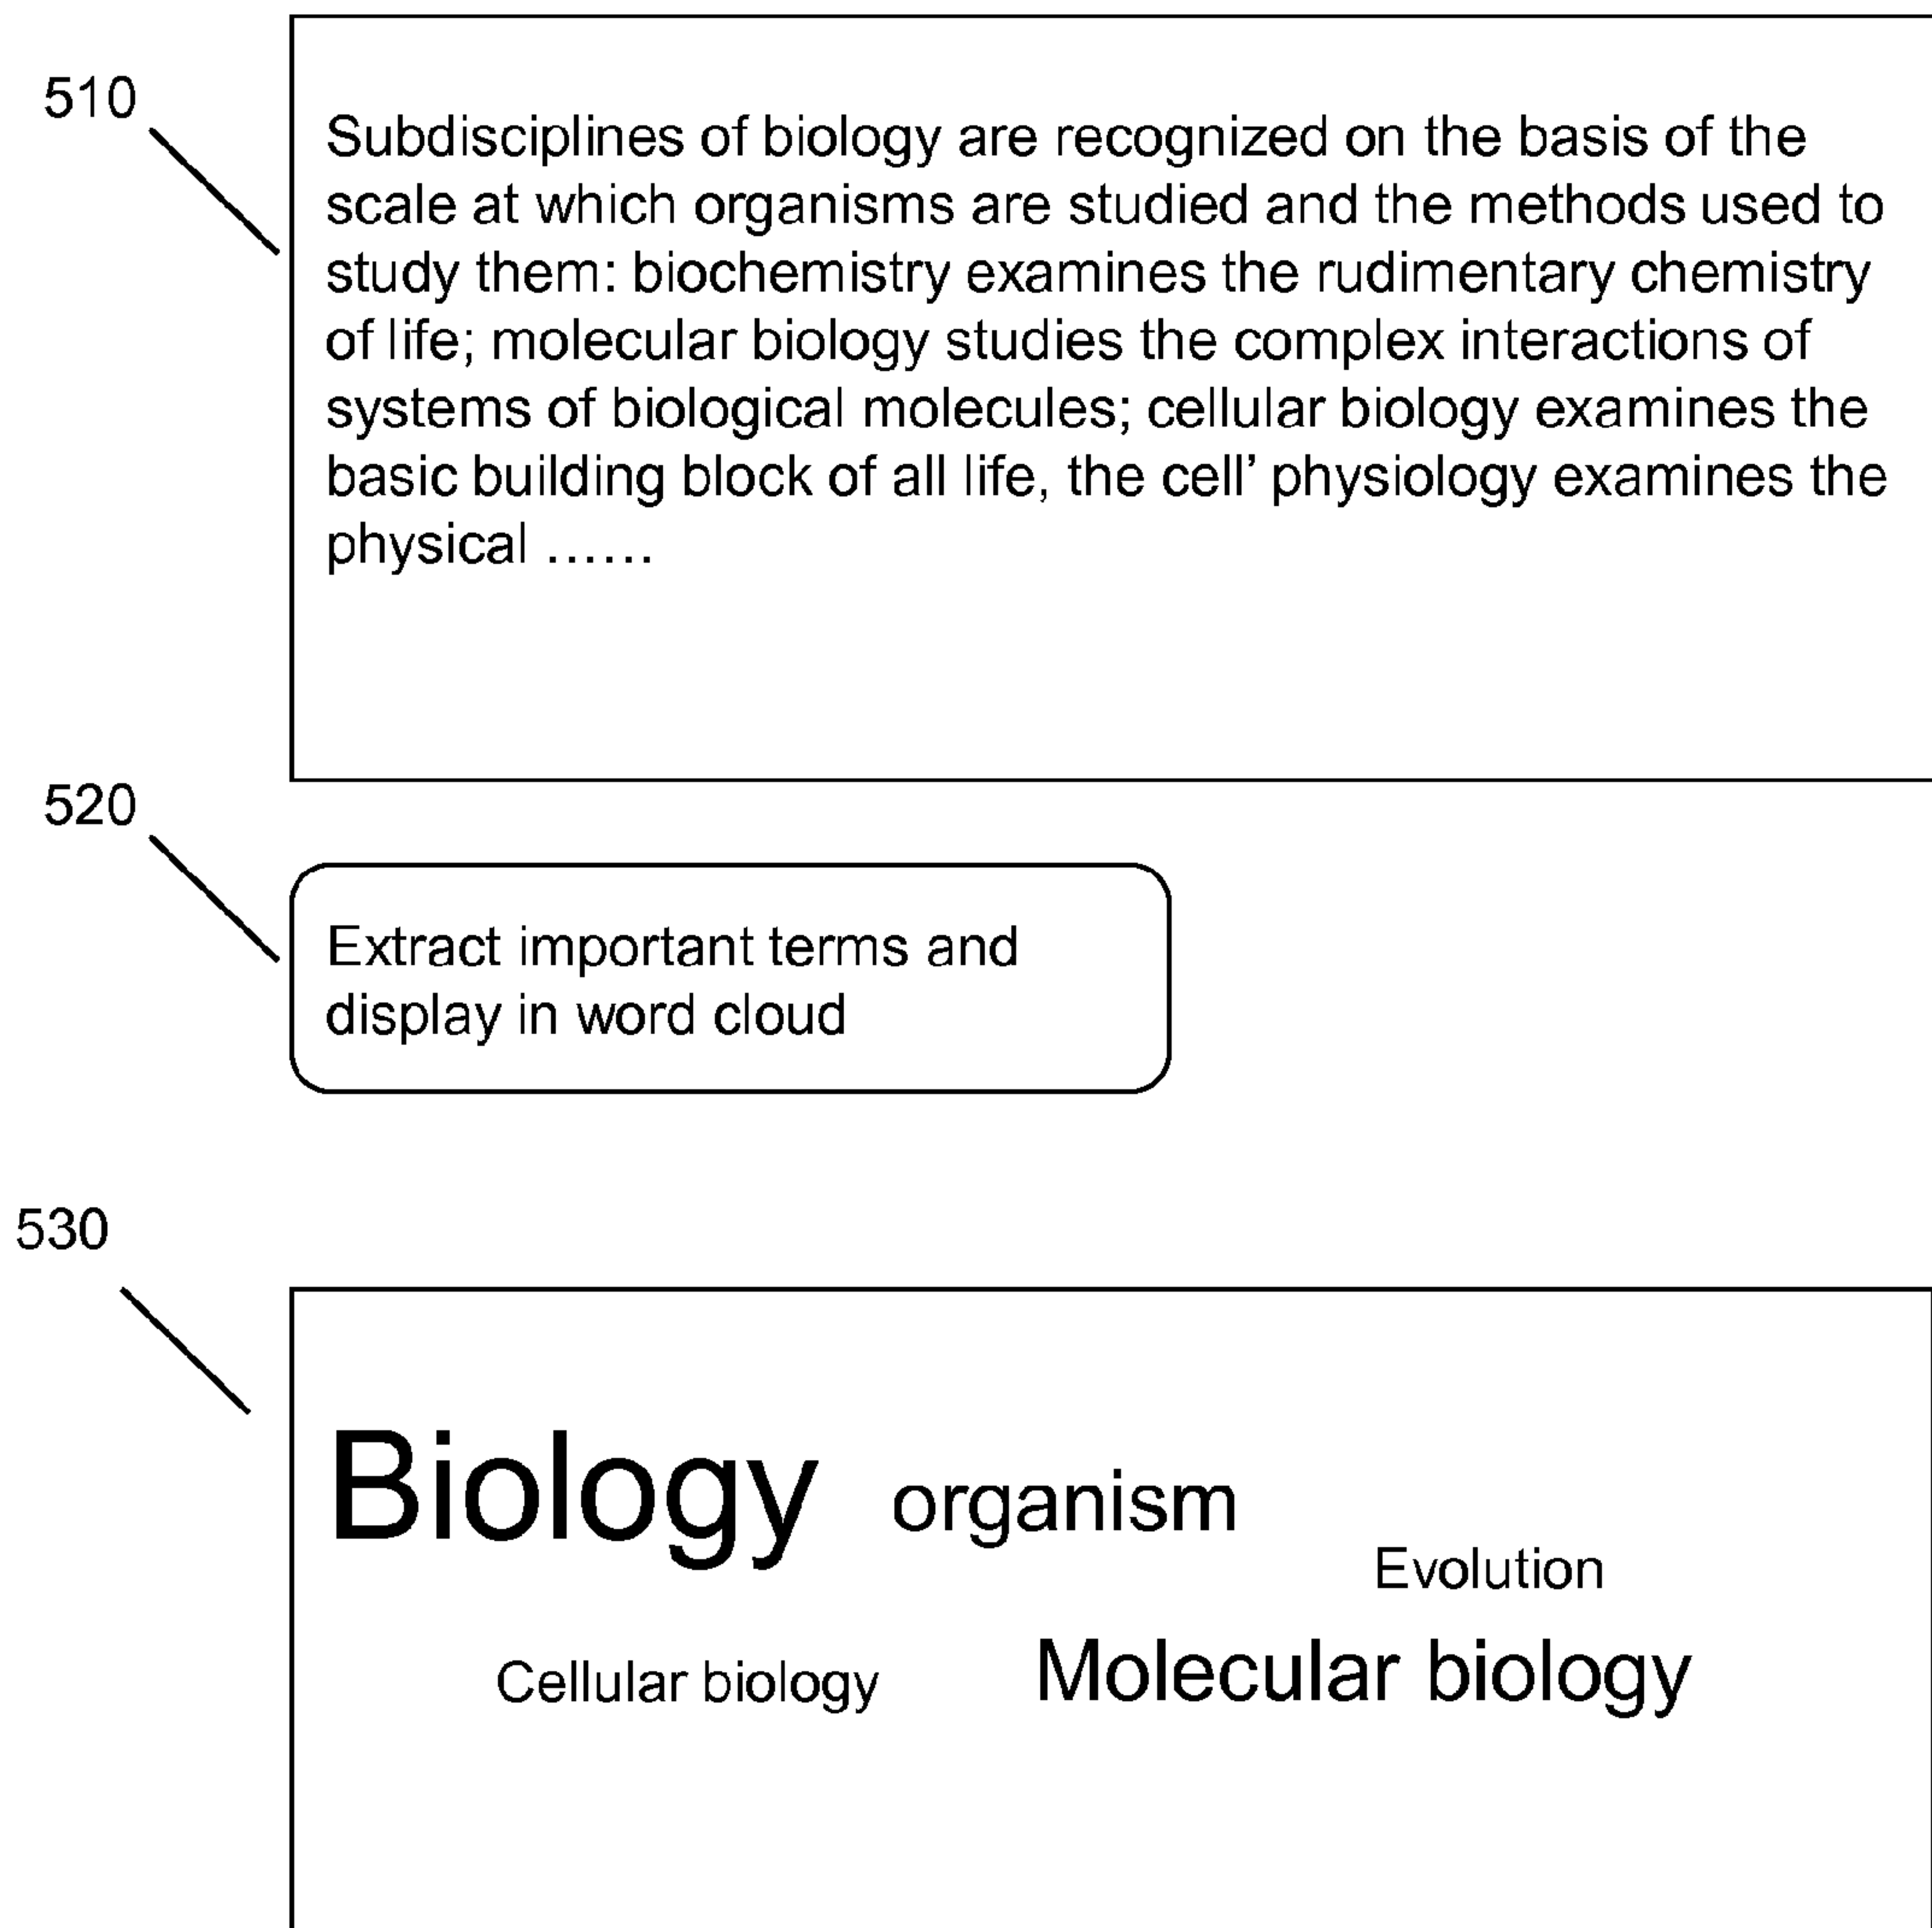 510
Subdisciplines of biology are recognized on the basis of the
scale at which organisms are studied and the methods used to
study them: biochemistry examines the rudimentary chemistry
of life; molecular biology studies the complex interactions of
systems of biological molecules; cellular biology examines the
basic building block of all life, the cell’ physiology examines the
physical ......
520
Extract important terms and
display in word cloud
530
Biology organism
Evolution
Cellular biology Molecular biology